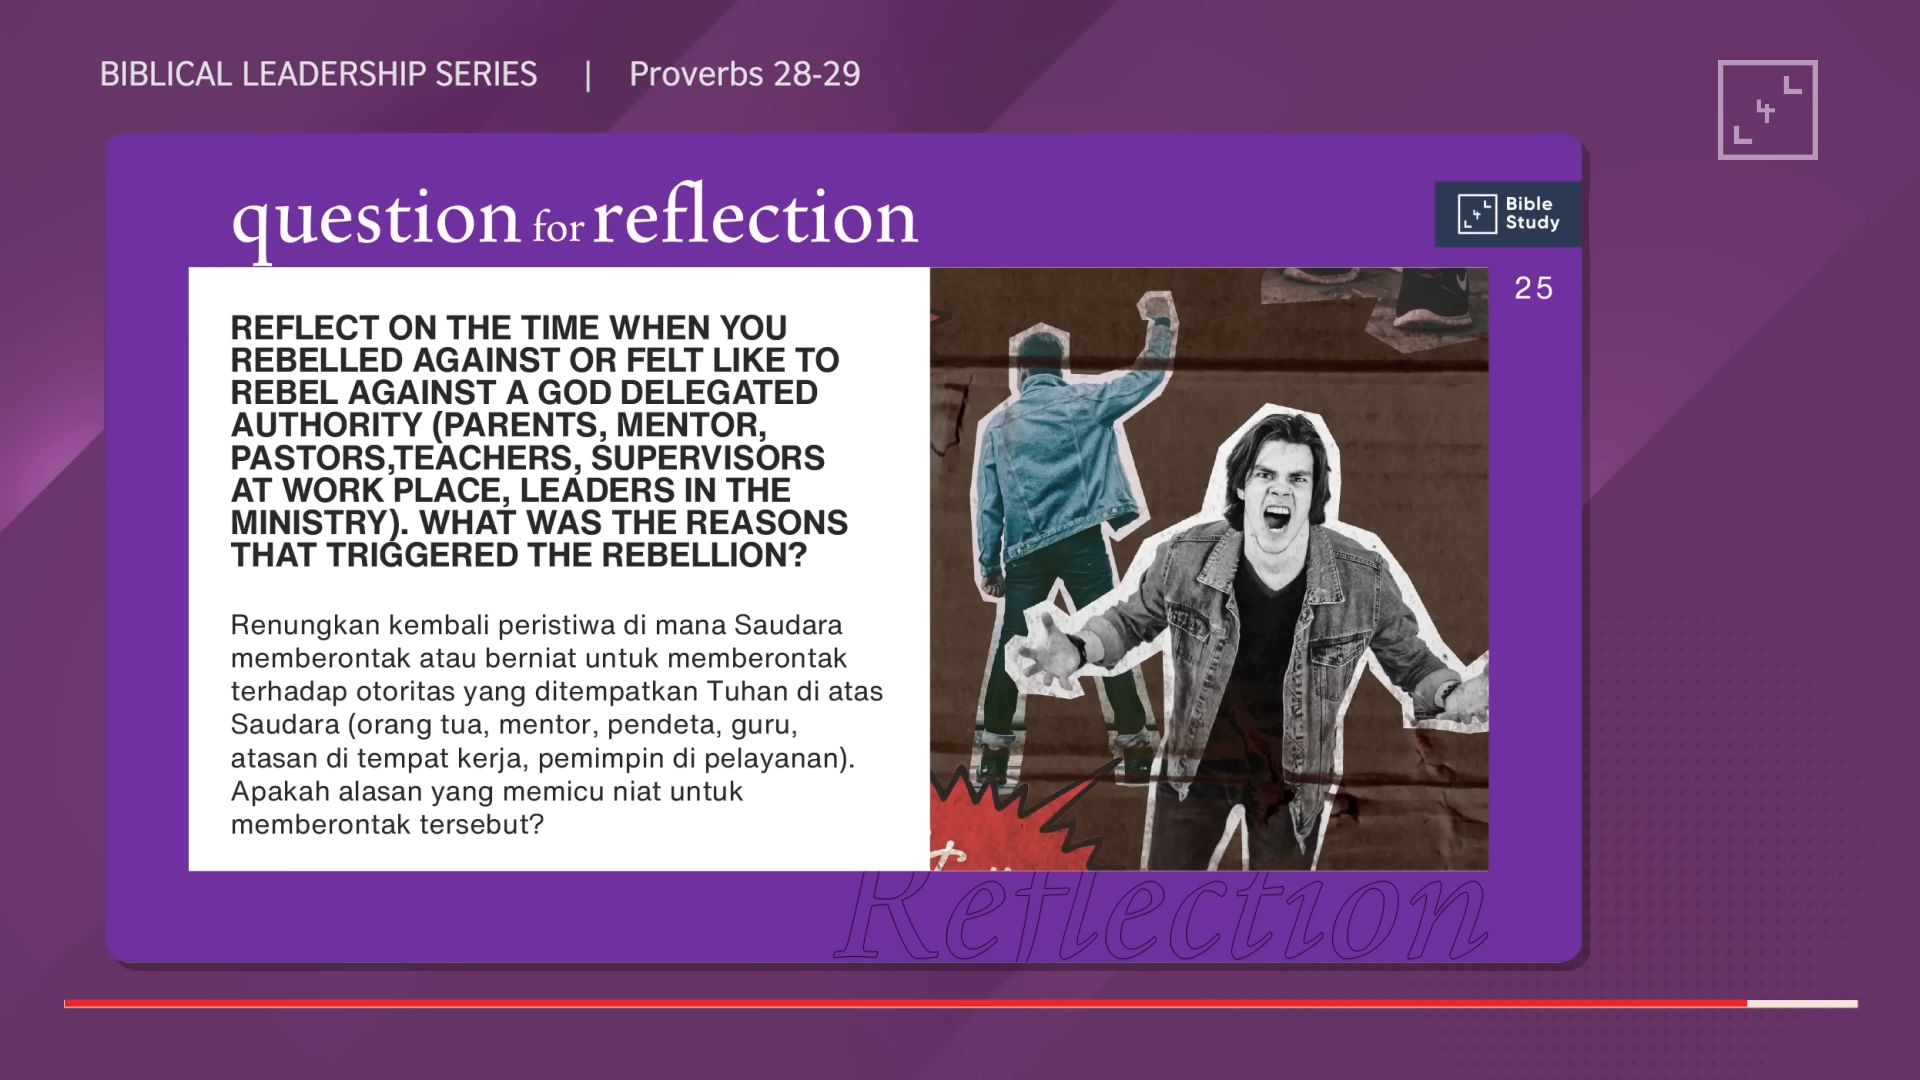 BIBLICAL LEADERSHIP SERIES | Proverbs 28-29
question for reflection
Bible
Study
25
REFLECT ON THE TIME WHEN YOU
REBELLED AGAINST OR FELT LIKE TO
REBEL AGAINST A GOD DELEGATED
AUTHORITY (PARENTS, MENTOR,
PASTORS,TEACHERS, SUPERVISORS
AT WORK PLACE, LEADERS IN THE
MINISTRY). WHAT WAS THE REASONS
THAT TRIGGERED THE REBELLION?
Renungkan kembali peristiwa di mana Saudara
memberontak atau berniat untuk memberontak
terhadap otoritas yang ditempatkan Tuhan di atas
Saudara (orang tua, mentor, pendeta, guru,
atasan di tempat kerja, pemimpin di pelayanan).
Apakah alasan yang memicu niat untuk
memberontak tersebut?
Reflection